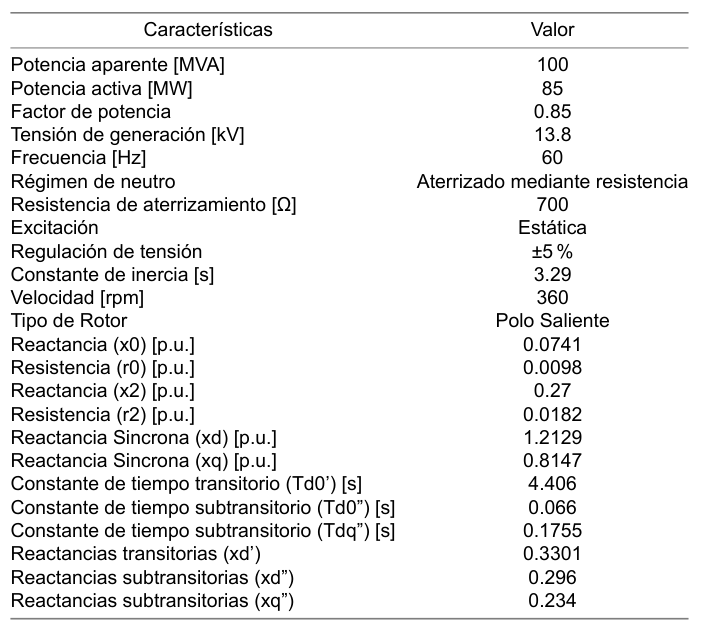 Características Valor
Potencia aparente [MVA] 100
Potencia activa [MW] 85
Factor de potencia 0.85
Tensión de generación [kV] 13.8
Frecuencia [Hz] 60
Régimen de neutro Aterrizado mediante resistencia
Resistencia de aterrizamiento [Ω] 700
Excitación Estática
Regulación de tensión ±5 %
Constante de inercia [s] 3.29
Velocidad [rpm] 360
Tipo de Rotor Polo Saliente
Reactancia (x0) [p.u.] 0.0741
Resistencia (r0) [p.u.] 0.0098
Reactancia (x2) [p.u.] 0.27
Resistencia (r2) [p.u.] 0.0182
Reactancia Sincrona (xd) [p.u.] 1.2129
Reactancia Sincrona (xq) [p.u.] 0.8147
Constante de tiempo transitorio (Td0’) [s] 4.406
Constante de tiempo subtransitorio (Td0”) [s] 0.066
Constante de tiempo subtransitorio (Tdq”) [s] 0.1755
Reactancias transitorias (xd’) 0.3301
Reactancias subtransitorias (xd”) 0.296
Reactancias subtransitorias (xq”) 0.234